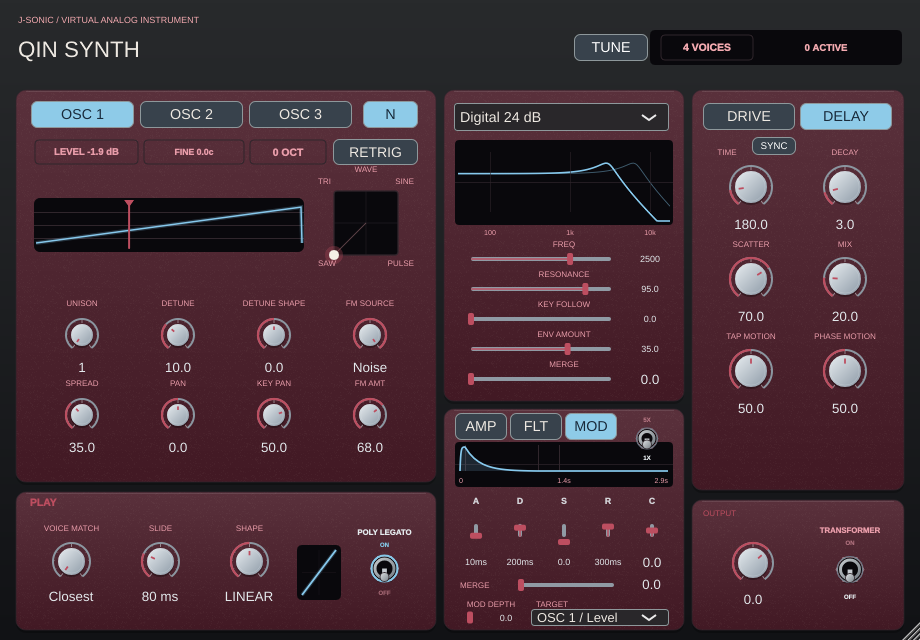 J-SONIC / VIRTUAL ANALOG INSTRUMENT
QIN SYNTH
TUNE
4 VOICES
0 ACTIVE
OSC 1
OSC 2
OSC 3
N
LEVEL -1.9 dB
FINE 0.0c
0 OCT
RETRIG
WAVE
TRI
SINE
SAW
PULSE
UNISON
DETUNE
DETUNE SHAPE
FM SOURCE
1
10.0
0.0
Noise
SPREAD
PAN
KEY PAN
FM AMT
35.0
0.0
50.0
68.0
PLAY
VOICE MATCH
SLIDE
SHAPE
POLY LEGATO
ON
OFF
Closest
80 ms
LINEAR
Digital 24 dB
100
1k
10k
FREQ
2500
RESONANCE
95.0
KEY FOLLOW
0.0
ENV AMOUNT
35.0
MERGE
0.0
AMP
FLT
MOD
5X
1X
0
1.4s
2.9s
A
D
S
R
C
10ms
200ms
0.0
300ms
0.0
MERGE
0.0
MOD DEPTH
TARGET
0.0
OSC 1 / Level
DRIVE
DELAY
TIME
SYNC
DECAY
180.0
3.0
SCATTER
MIX
70.0
20.0
TAP MOTION
PHASE MOTION
50.0
50.0
OUTPUT
TRANSFORMER
ON
OFF
0.0